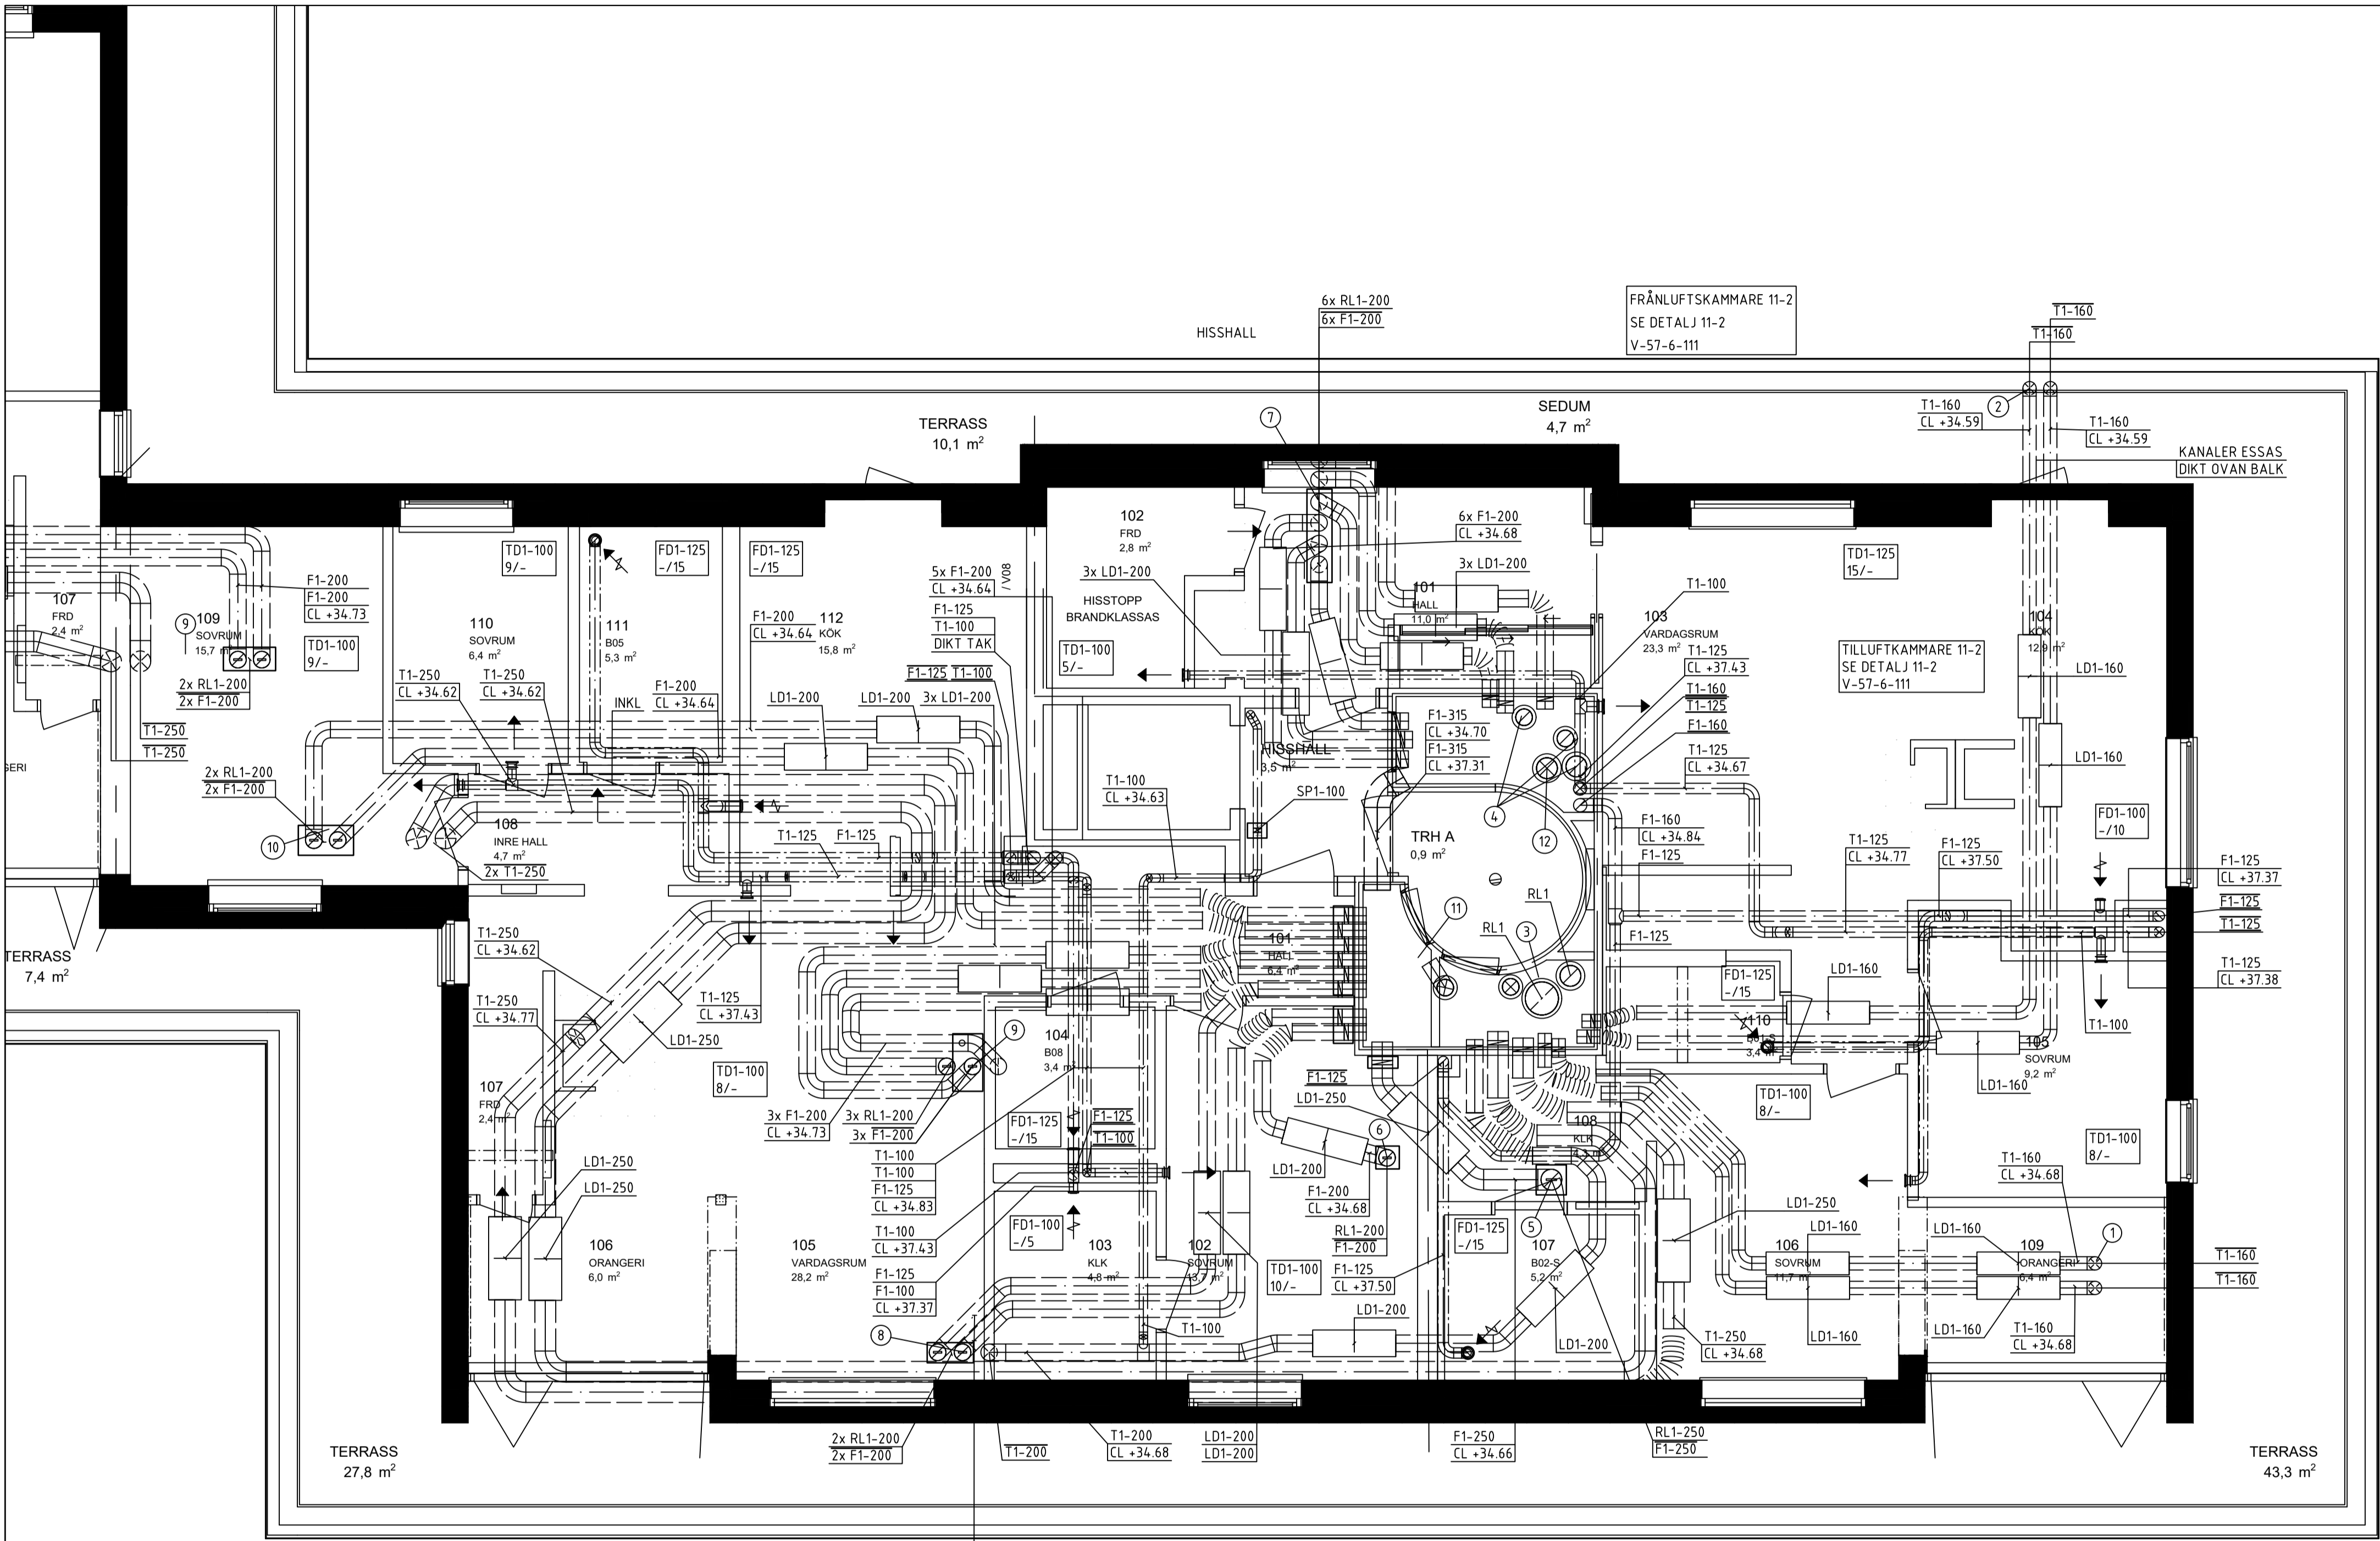 6x RL1-200
6x F1-200
HISSHALL
FRÅNLUFTSKAMMARE 11-2
SE DETALJ 11-2
V-57-6-111
T1-160
T1-160
TERRASS
10,1 m²
7
SEDUM
4,7 m²
T1-160
CL +34.59
2
T1-160
CL +34.59
KANALER ESSAS
DIKT OVAN BALK
102
FRD
2,8 m²
6x F1-200
CL +34.68
TD1-100
9/-
FD1-125
-/15
FD1-125
-/15
TD1-125
15/-
3x LD1-200
3x LD1-200
5x F1-200
CL +34.64
/V08
HISSTOPP
BRANDKLASSAS
101
HALL
11,0 m²
T1-100
F1-200
F1-200
CL +34.73
107
FRD
2,4 m²
9
109
SOVRUM
15,7 m²
TD1-100
9/-
110
SOVRUM
6,4 m²
111
B05
5,3 m²
F1-200
CL +34.64
112
KÖK
15,8 m²
F1-125
T1-100
DIKT TAK
TD1-100
5/-
103
VARDAGSRUM
23,3 m²
104
KÖK
12,9 m²
T1-125
CL +37.43
TILLUFTKAMMARE 11-2
SE DETALJ 11-2
V-57-6-111
LD1-160
2x RL1-200
2x F1-200
T1-250
CL +34.62
T1-250
CL +34.62
INKL
F1-200
CL +34.64
LD1-200
LD1-200
3x LD1-200
F1-125
T1-100
T1-160
T1-125
F1-160
F1-315
CL +34.70
F1-315
CL +37.31
T1-250
T1-250
GERI
HISSHALL
3,5 m²
T1-125
CL +34.67
LD1-160
2x RL1-200
2x F1-200
T1-100
CL +34.63
SP1-100
4
12
FD1-100
-/10
10
108
INRE HALL
4,7 m²
2x T1-250
T1-125
F1-125
TRH A
0,9 m²
F1-160
CL +34.84
F1-125
T1-125
CL +34.77
F1-125
CL +37.50
F1-125
CL +37.37
F1-125
T1-125
11
RL1
RL1
3
F1-125
T1-250
CL +34.62
101
HALL
6,4 m²
TERRASS
7,4 m²
T1-125
CL +37.38
LD1-160
FD1-125
-/15
T1-250
CL +34.77
T1-125
CL +37.43
LD1-250
9
104
B08
3,4 m²
110
B01-S
3,4 m²
T1-100
105
SOVRUM
9,2 m²
LD1-160
TD1-100
8/-
107
FRD
2,4 m²
F1-125
LD1-250
TD1-100
8/-
3x F1-200
CL +34.73
3x RL1-200
3x F1-200
FD1-125
-/15
F1-125
T1-100
6
108
KLK
4,3 m²
TD1-100
8/-
T1-100
T1-100
F1-125
CL +34.83
LD1-250
LD1-250
LD1-200
T1-160
CL +34.68
F1-200
CL +34.68
LD1-250
FD1-100
-/5
FD1-125
-/15
5
RL1-200
F1-200
LD1-160
LD1-160
1
T1-100
CL +37.43
106
ORANGERI
6,0 m²
105
VARDAGSRUM
28,2 m²
103
KLK
4,8 m²
102
SOVRUM
13,7 m²
TD1-100
10/-
107
B02-S
5,2 m²
106
SOVRUM
11,7 m²
109
ORANGERI
6,4 m²
T1-160
T1-160
F1-125
CL +37.50
F1-125
F1-100
CL +37.37
LD1-200
T1-100
8
LD1-200
T1-250
CL +34.68
LD1-160
LD1-160
T1-160
CL +34.68
TERRASS
27,8 m²
2x RL1-200
2x F1-200
T1-200
T1-200
CL +34.68
LD1-200
LD1-200
F1-250
CL +34.66
RL1-250
F1-250
TERRASS
43,3 m²